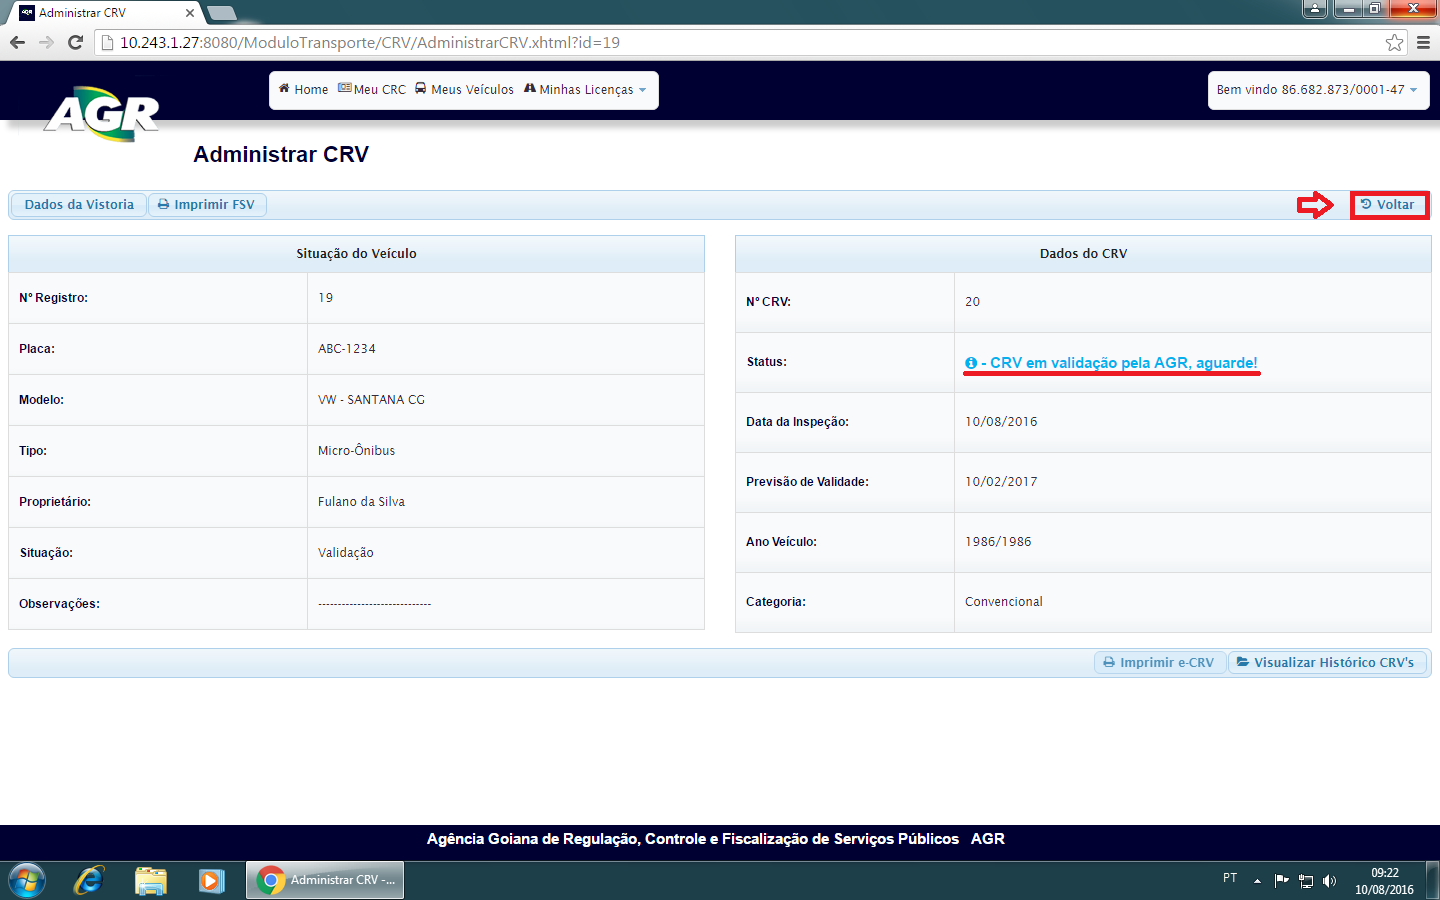 Administrar CRV
10.243.1.27:8080/ModuloTransporte/CRV/AdministrarCRV.xhtml?id=19
AGR
Home Meu CRC Meus Veículos Minhas Licenças
Bem vindo 86.682.873/0001-47
Administrar CRV
Dados da Vistoria Imprimir FSV
Voltar
Situação do Veículo
Nº Registro: 19
Placa: ABC-1234
Modelo: VW - SANTANA CG
Tipo: Micro-Ônibus
Proprietário: Fulano da Silva
Situação: Validação
Observações: ----------------------------
Dados do CRV
Nº CRV: 20
Status: - CRV em validação pela AGR, aguarde!
Data da Inspeção: 10/08/2016
Previsão de Validade: 10/02/2017
Ano Veículo: 1986/1986
Categoria: Convencional
Imprimir e-CRV Visualizar Histórico CRV's
Agência Goiana de Regulação, Controle e Fiscalização de Serviços Públicos AGR
Administrar CRV -...
PT
09:22
10/08/2016